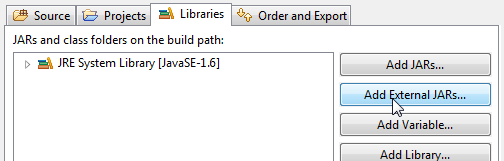 Source Projects Libraries Order and Export
JARs and class folders on the build path:
JRE System Library [JavaSE-1.6]
Add JARs...
Add External JARs...
Add Variable...
Add Library...